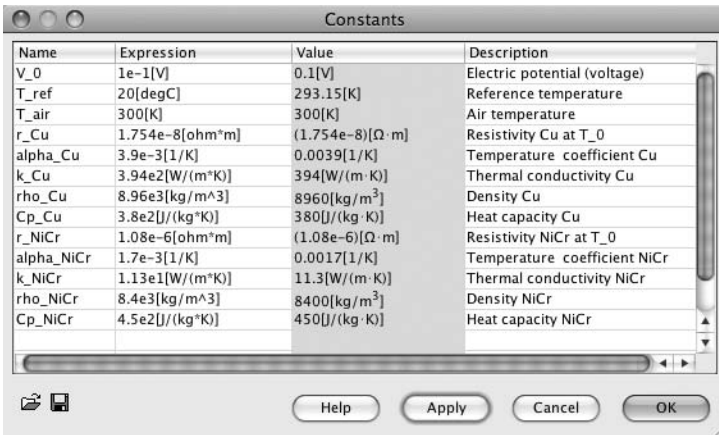 Constants
Name Expression Value Description
V_0 1e-1[V] 0.1[V] Electric potential (voltage)
T_ref 20[degC] 293.15[K] Reference temperature
T_air 300[K] 300[K] Air temperature
r_Cu 1.754e-8[ohm*m] (1.754e-8)[Ω·m] Resistivity Cu at T_0
alpha_Cu 3.9e-3[1/K] 0.0039[1/K] Temperature coefficient Cu
k_Cu 3.94e2[W/(m*K)] 394[W/(m·K)] Thermal conductivity Cu
rho_Cu 8.96e3[kg/m^3] 8960[kg/m³] Density Cu
Cp_Cu 3.8e2[J/(kg*K)] 380[J/(kg·K)] Heat capacity Cu
r_NiCr 1.08e-6[ohm*m] (1.08e-6)[Ω·m] Resistivity NiCr at T_0
alpha_NiCr 1.7e-3[1/K] 0.0017[1/K] Temperature coefficient NiCr
k_NiCr 1.13e1[W/(m*K)] 11.3[W/(m·K)] Thermal conductivity NiCr
rho_NiCr 8.4e3[kg/m^3] 8400[kg/m³] Density NiCr
Cp_NiCr 4.5e2[J/(kg*K)] 450[J/(kg·K)] Heat capacity NiCr
Help Apply Cancel OK